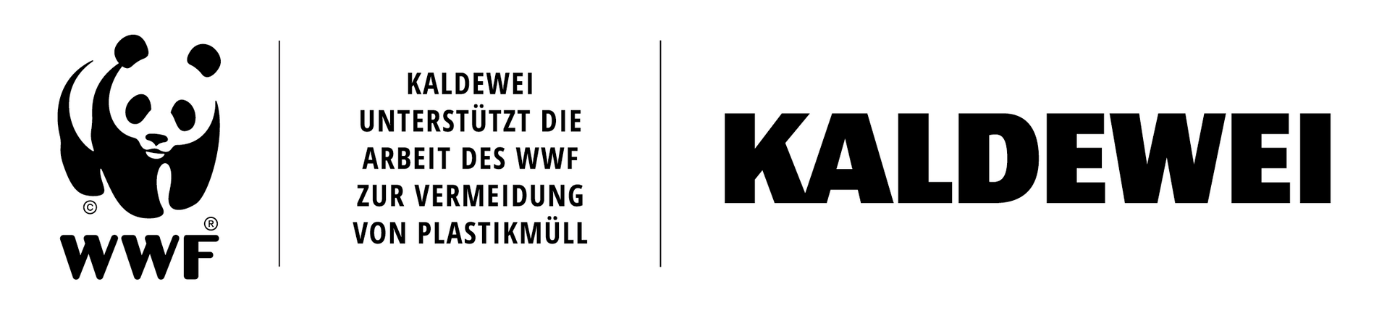 ©
®
WWF
KALDEWEI
UNTERSTÜTZT DIE
ARBEIT DES WWF
ZUR VERMEIDUNG
VON PLASTIKMÜLL
KALDEWEI